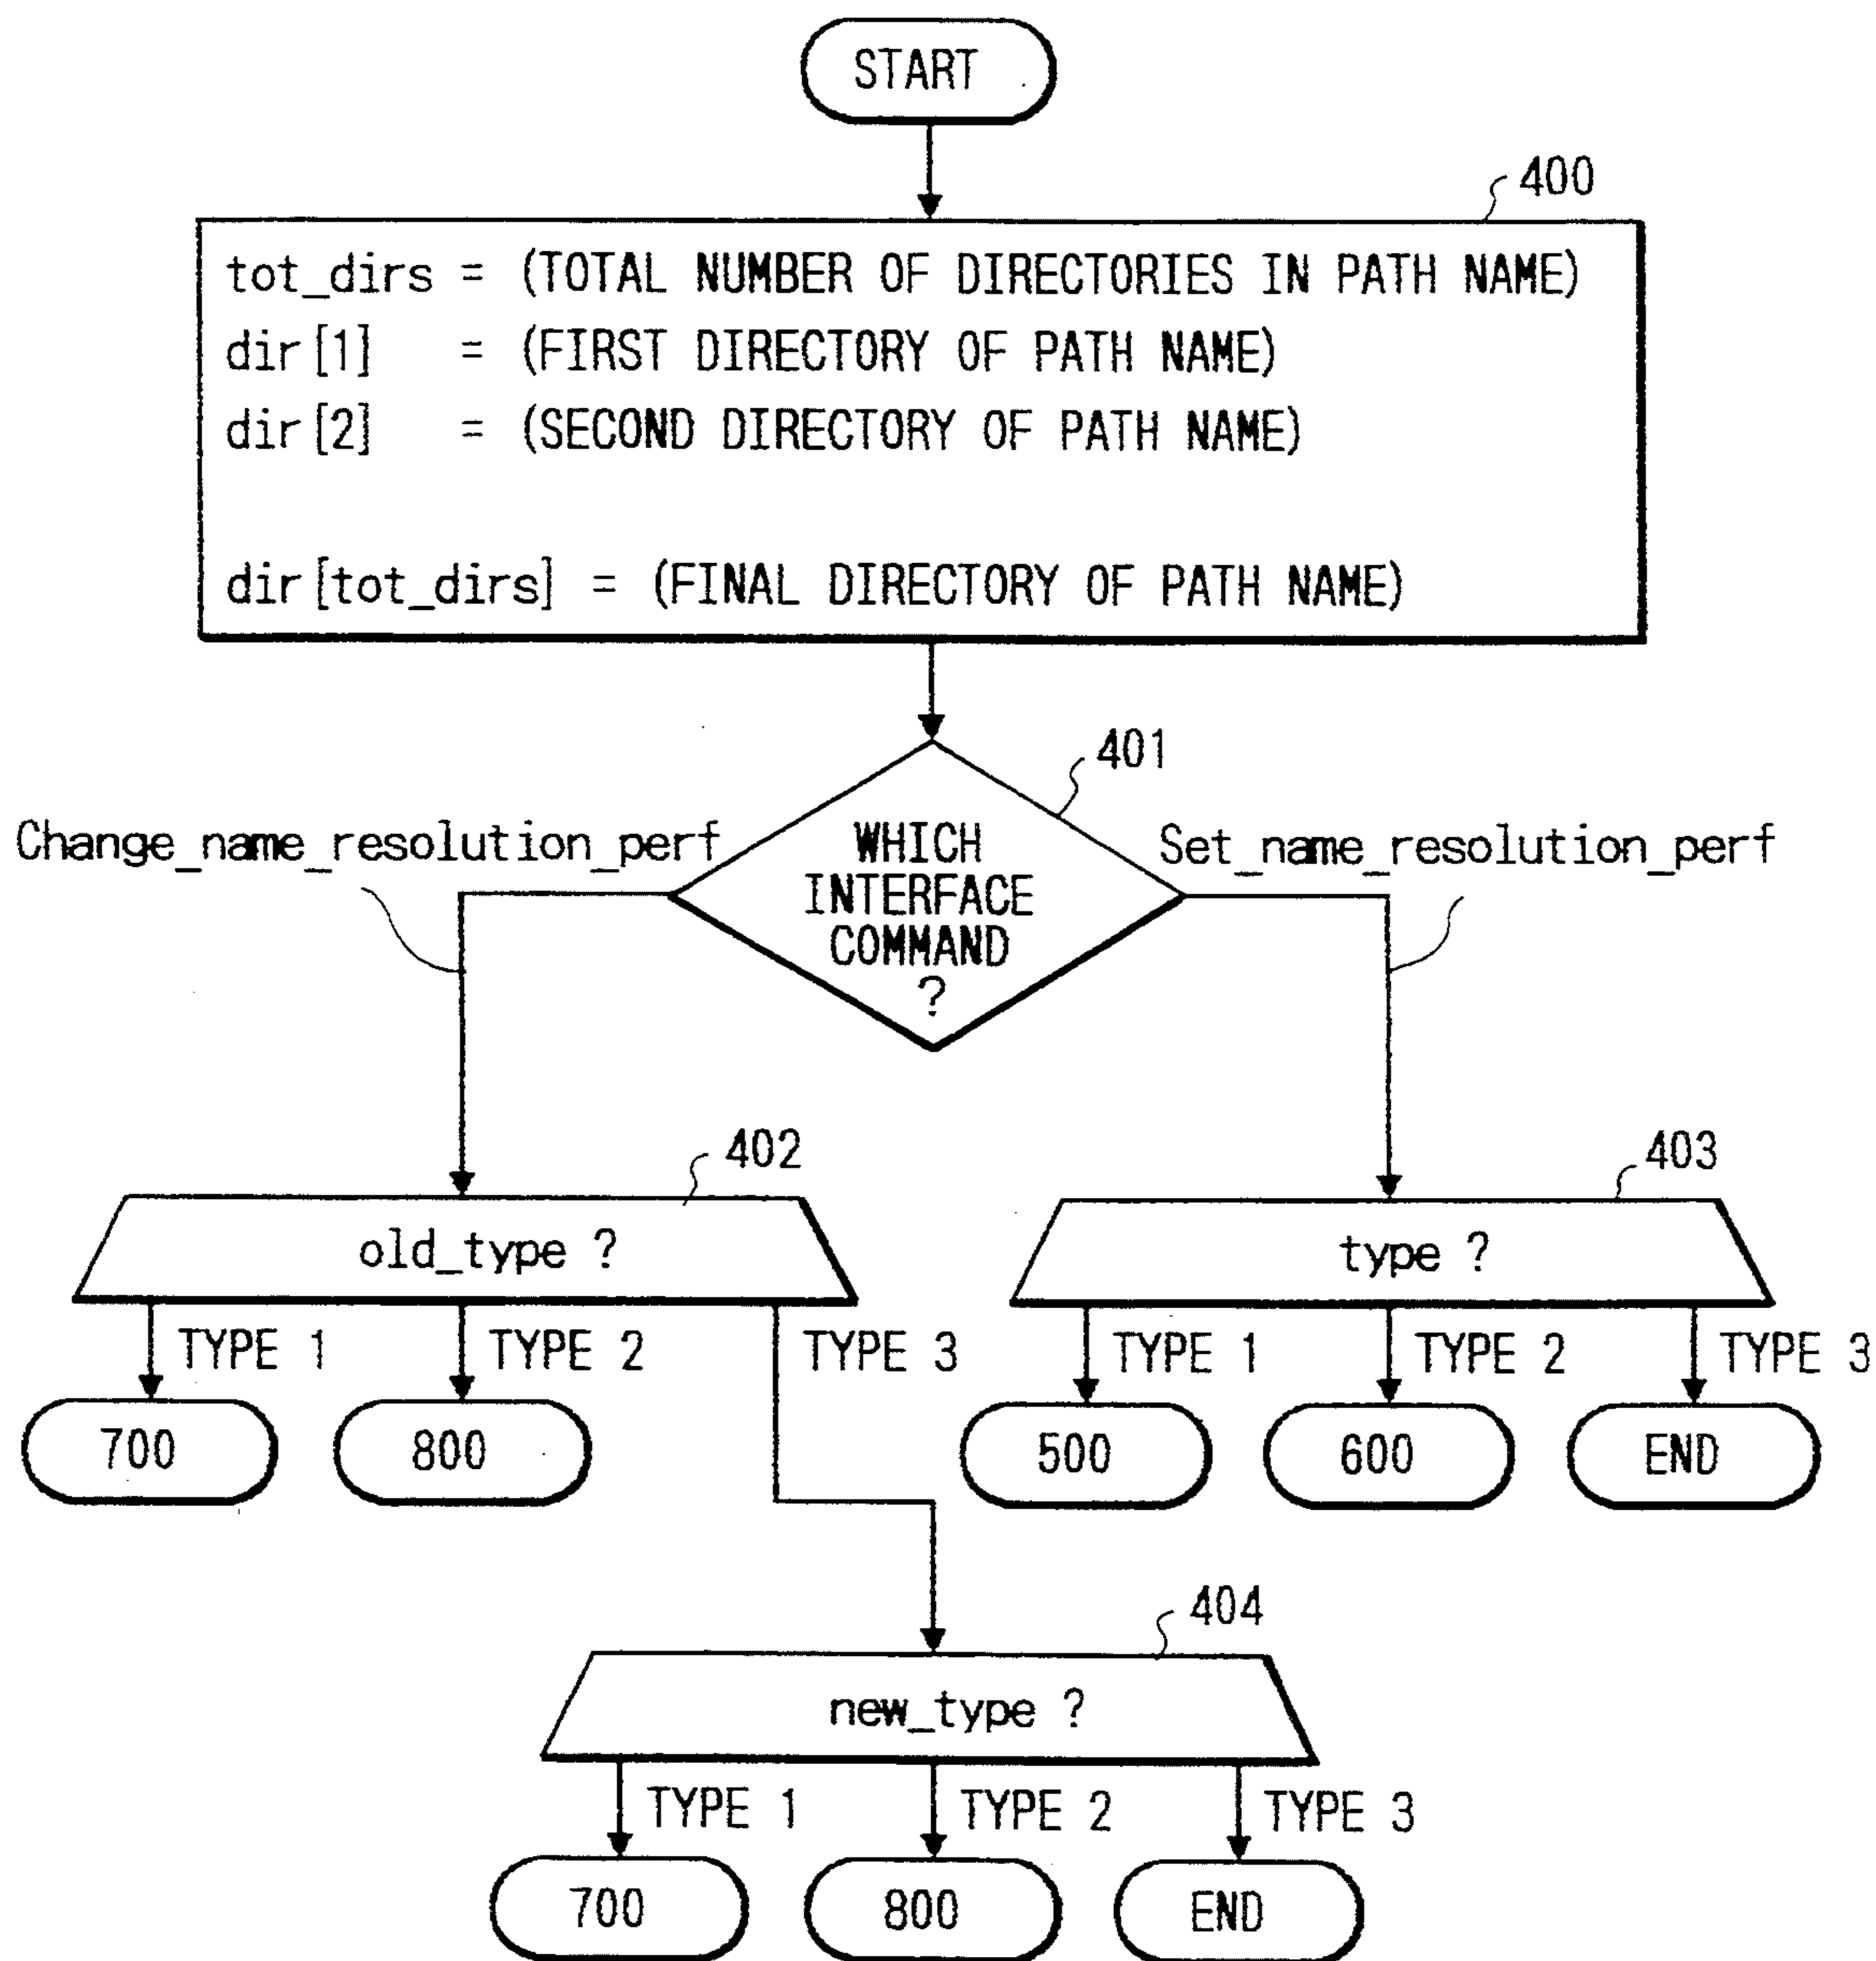 START
400
tot_dirs = (TOTAL NUMBER OF DIRECTORIES IN PATH NAME)
dir[1] = (FIRST DIRECTORY OF PATH NAME)
dir[2] = (SECOND DIRECTORY OF PATH NAME)
dir[tot_dirs] = (FINAL DIRECTORY OF PATH NAME)
401
Change_name_resolution_perf
WHICH
INTERFACE
COMMAND
?
Set_name_resolution_perf
402
403
old_type ?
type ?
TYPE 1
TYPE 2
TYPE 3
TYPE 1
TYPE 2
TYPE 3
700
800
500
600
END
404
new_type ?
TYPE 1
TYPE 2
TYPE 3
700
800
END